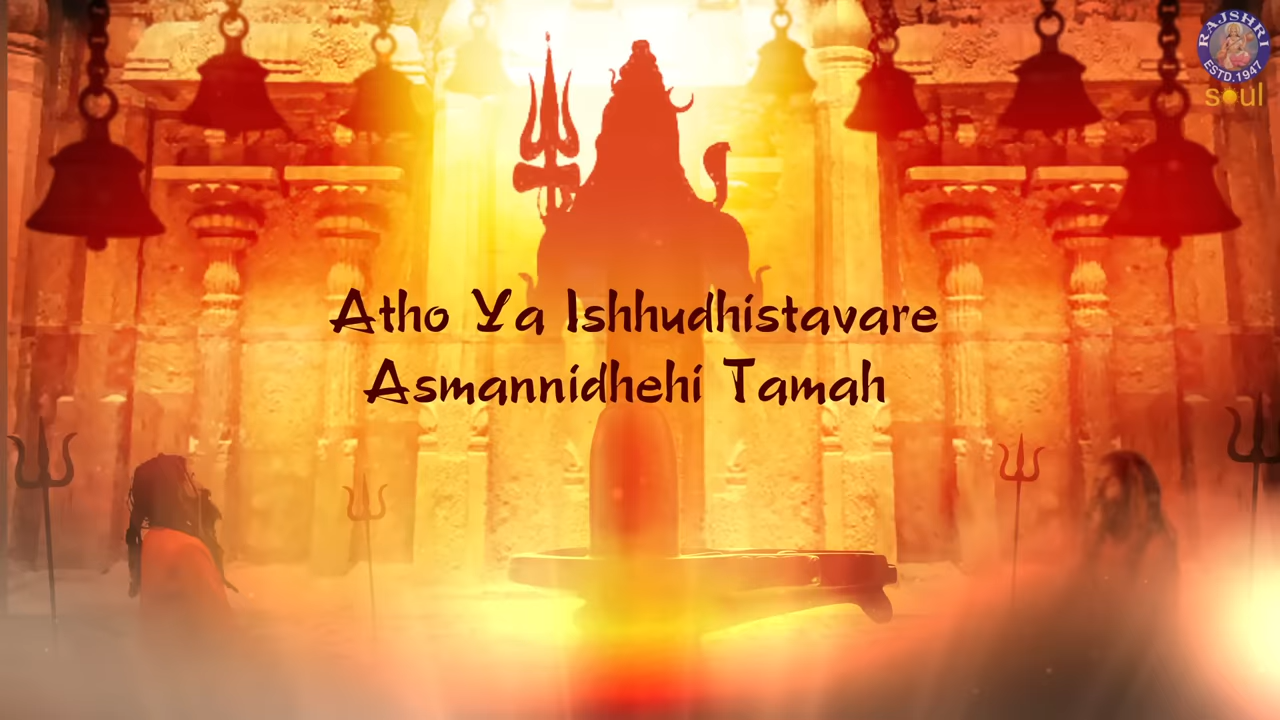 RAJSHRI
ESTD.1947
soul
Atho Ya Ishhudhistavare
Asmannidhehi Tamah